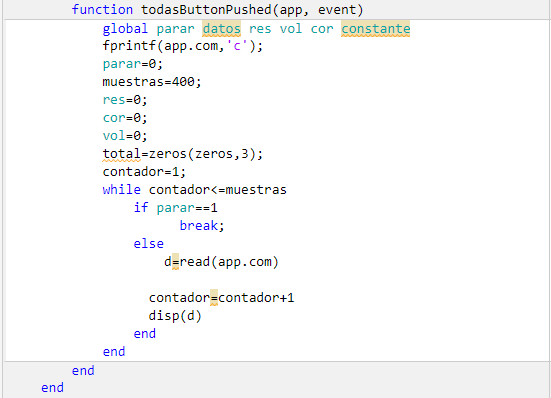 function todasButtonPushed(app, event)
global parar datos res vol cor constante
fprintf(app.com,'c');
parar=0;
muestras=400;
res=0;
cor=0;
vol=0;
total=zeros(zeros,3);
contador=1;
while contador<=muestras
if parar==1
break;
else
d=read(app.com)
contador=contador+1
disp(d)
end
end
end
end